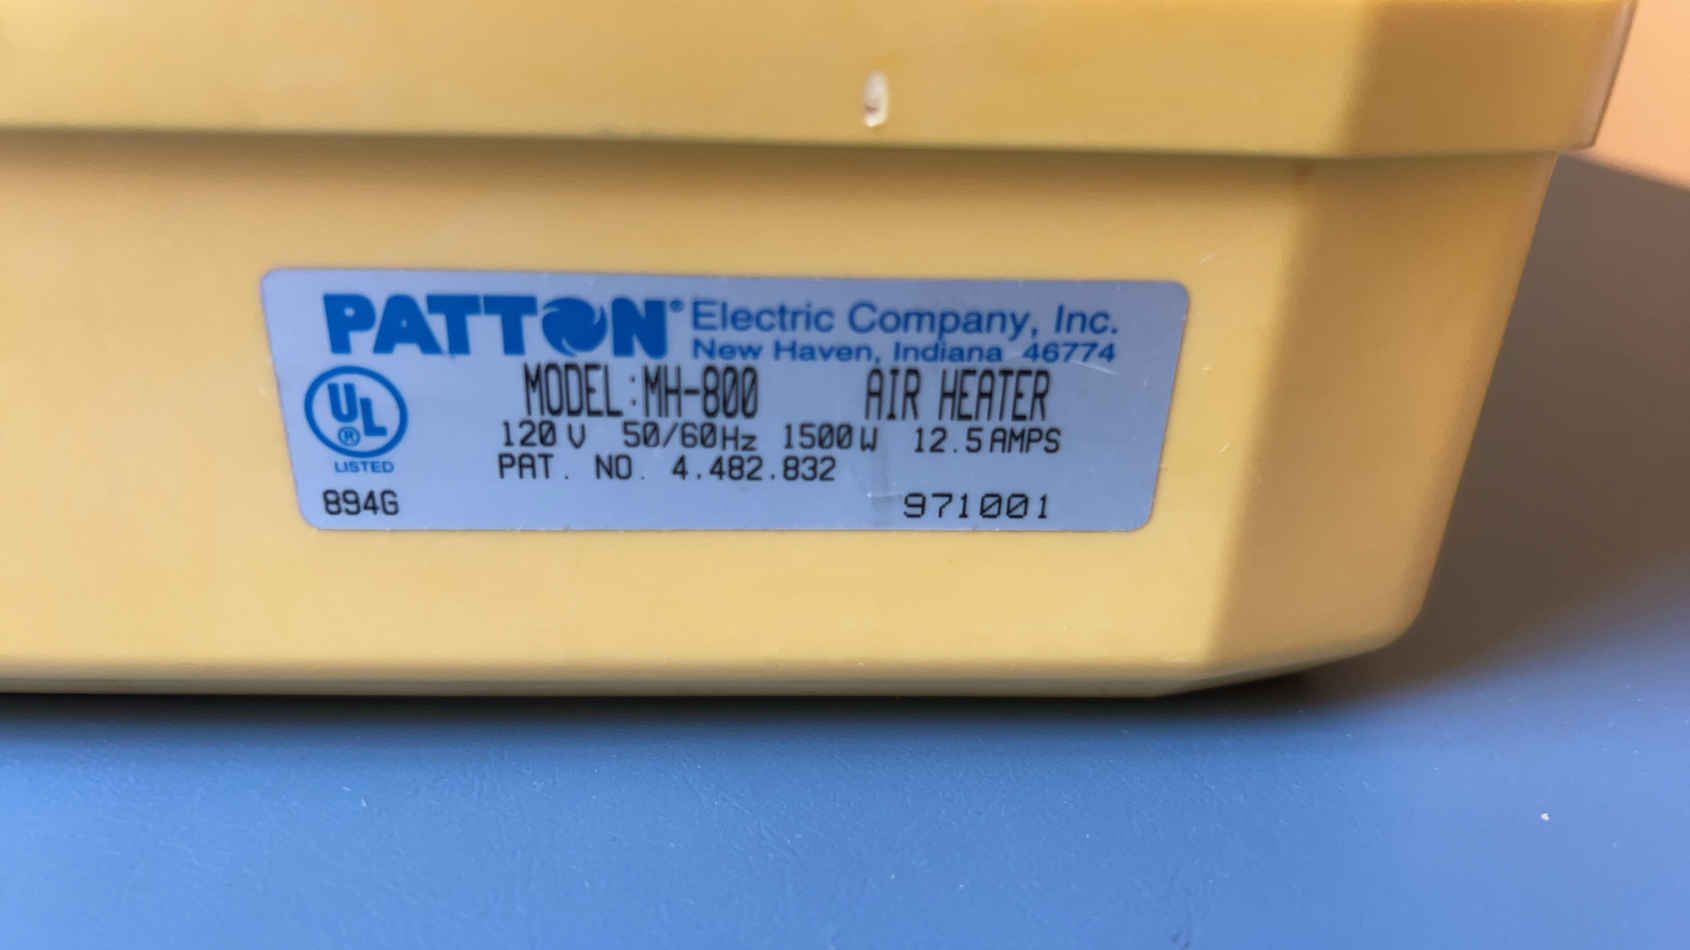 PATTON® Electric Company, Inc.
New Haven, Indiana 46774
MODEL:MH-800 AIR HEATER
120V 50/60Hz 1500W 12.5AMPS
PAT. NO. 4.482.832
UL® LISTED
894G 971001